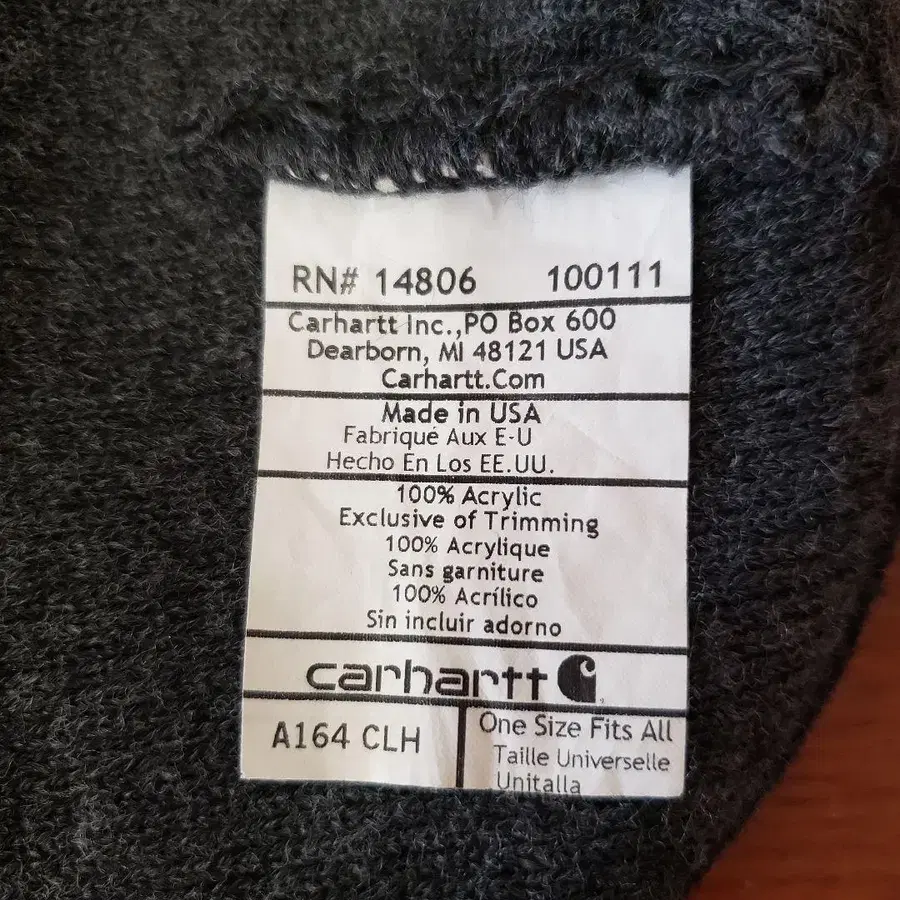 RN# 14806 100111
Carhartt Inc.,PO Box 600
Dearborn, MI 48121 USA
Carhartt.Com
Made in USA
Fabriqué Aux E-U
Hecho En Los EE.UU.
100% Acrylic
Exclusive of Trimming
100% Acrylique
Sans garniture
100% Acrílico
Sin incluir adorno
carhartt
A164 CLH
One Size Fits All
Taille Universelle
Unitalla